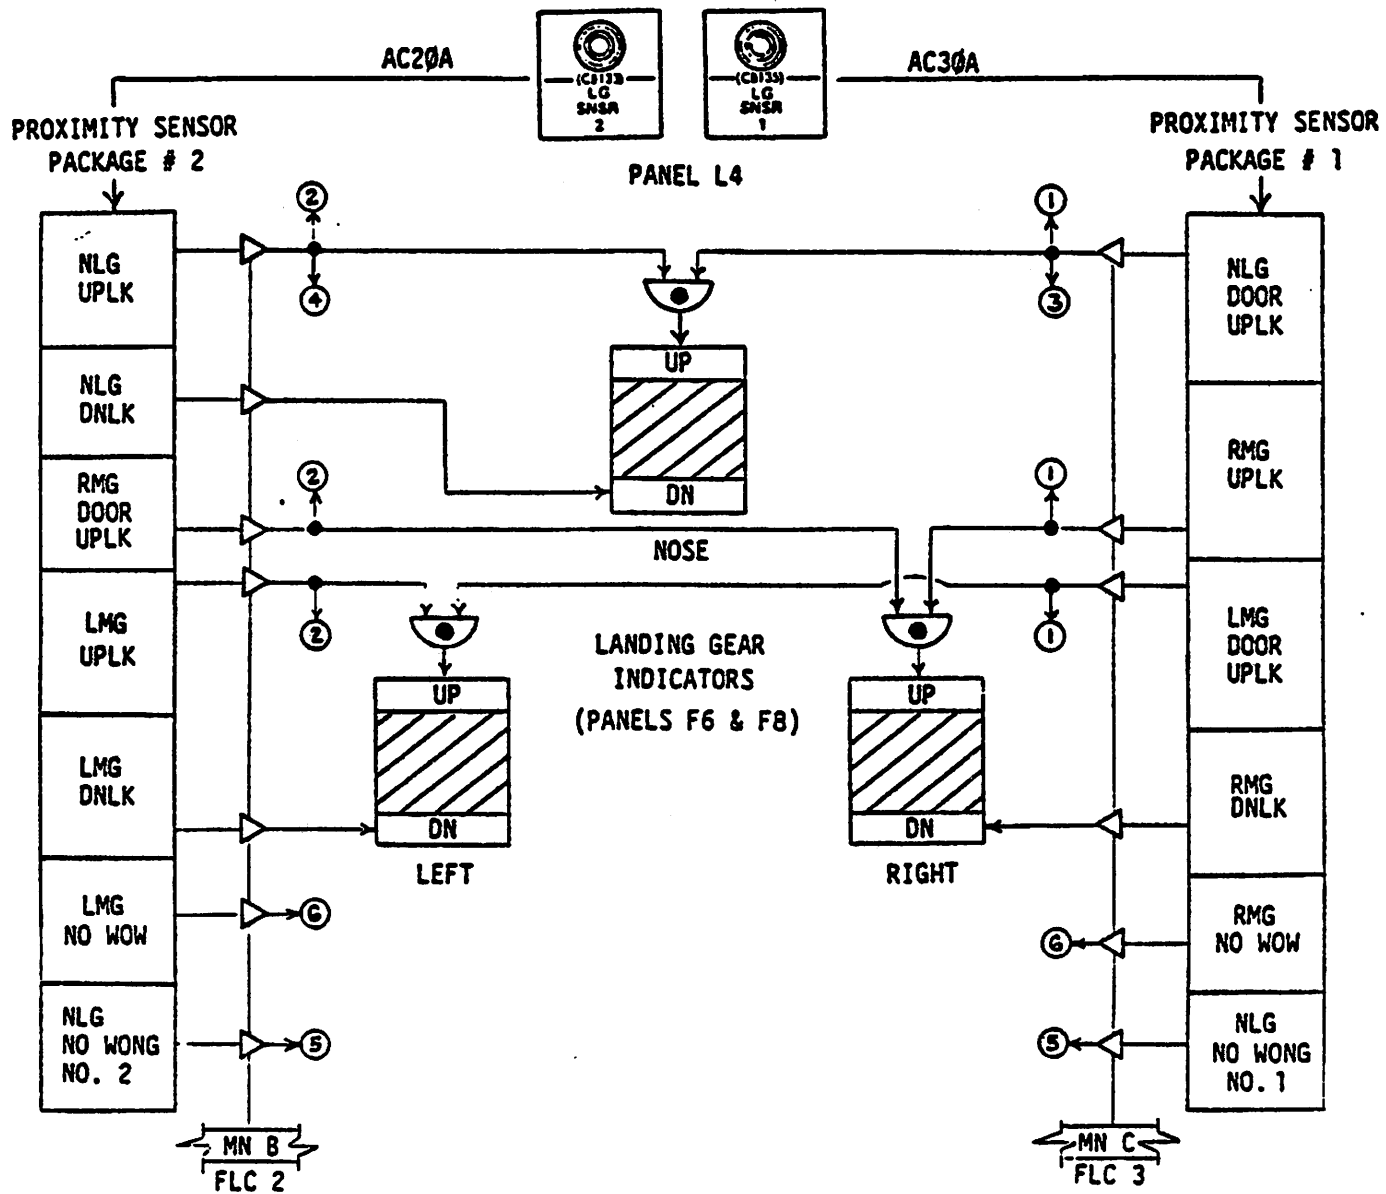 AC20A
(CB133)
LG
SNSR
2
(CB135)
LG
SNSR
1
AC30A
PROXIMITY SENSOR
PACKAGE # 2
PANEL L4
PROXIMITY SENSOR
PACKAGE # 1
NLG
UPLK
NLG
DNLK
RMG
DOOR
UPLK
LMG
UPLK
LMG
DNLK
LMG
NO WOW
NLG
NO WONG
NO. 2
2
4
2
2
6
5
MN B
FLC 2
UP
DN
NOSE
LANDING GEAR
INDICATORS
(PANELS F6 & F8)
UP
DN
LEFT
UP
DN
RIGHT
1
3
1
1
6
5
MN C
FLC 3
NLG
DOOR
UPLK
RMG
UPLK
LMG
DOOR
UPLK
RMG
DNLK
RMG
NO WOW
NLG
NO WONG
NO. 1